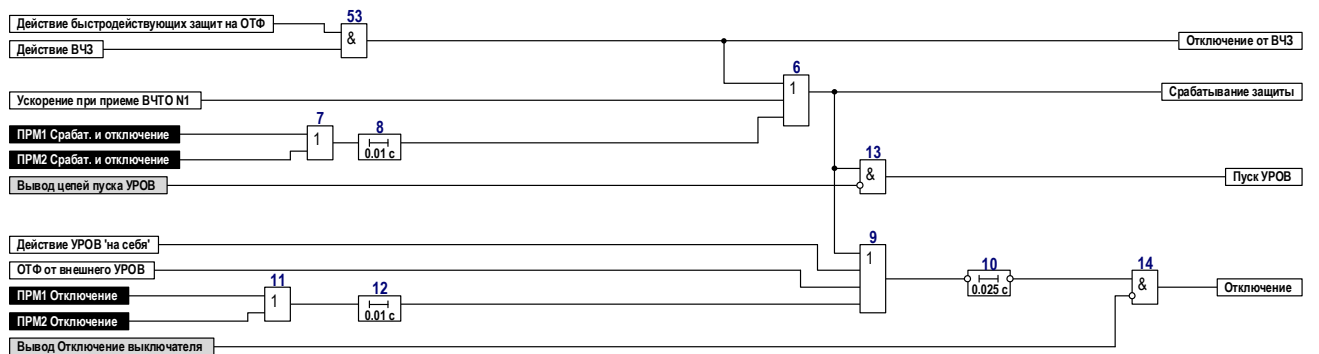 Действие быстродействующих защит на ОТФ
53
&
Действие ВЧЗ
Отключение от ВЧЗ
6
1
Ускорение при приеме ВЧТО N1
Срабатывание защиты
7
1
8
0.01 с
ПРМ1 Срабат. и отключение
ПРМ2 Срабат. и отключение
13
&
Вывод цепей пуска УРОВ
Пуск УРОВ
Действие УРОВ 'на себя'
9
1
ОТФ от внешнего УРОВ
10
0.025 с
14
&
Отключение
11
1
12
0.01 с
ПРМ1 Отключение
ПРМ2 Отключение
Вывод Отключение выключателя